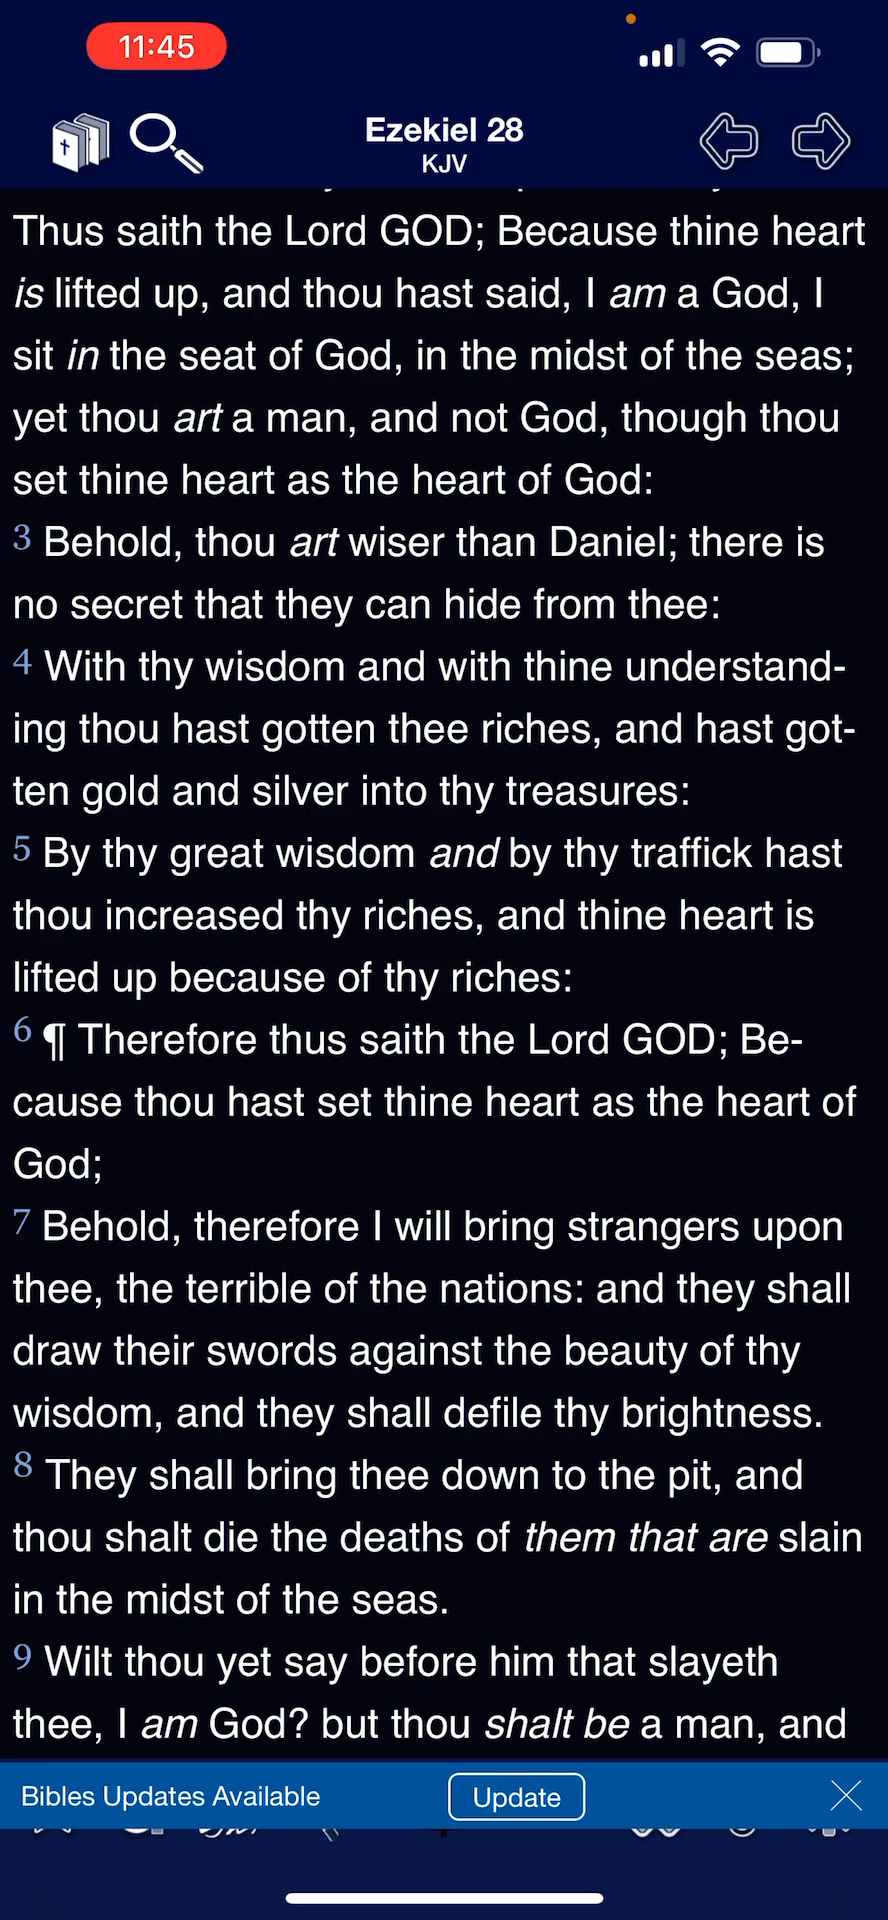 11:45
Ezekiel 28
KJV
Thus saith the Lord GOD; Because thine heart
is lifted up, and thou hast said, I am a God, I
sit in the seat of God, in the midst of the seas;
yet thou art a man, and not God, though thou
set thine heart as the heart of God:
3 Behold, thou art wiser than Daniel; there is
no secret that they can hide from thee:
4 With thy wisdom and with thine understand-
ing thou hast gotten thee riches, and hast got-
ten gold and silver into thy treasures:
5 By thy great wisdom and by thy traffick hast
thou increased thy riches, and thine heart is
lifted up because of thy riches:
6 ¶ Therefore thus saith the Lord GOD; Be-
cause thou hast set thine heart as the heart of
God;
7 Behold, therefore I will bring strangers upon
thee, the terrible of the nations: and they shall
draw their swords against the beauty of thy
wisdom, and they shall defile thy brightness.
8 They shall bring thee down to the pit, and
thou shalt die the deaths of them that are slain
in the midst of the seas.
9 Wilt thou yet say before him that slayeth
thee, I am God? but thou shalt be a man, and
Bibles Updates Available
Update